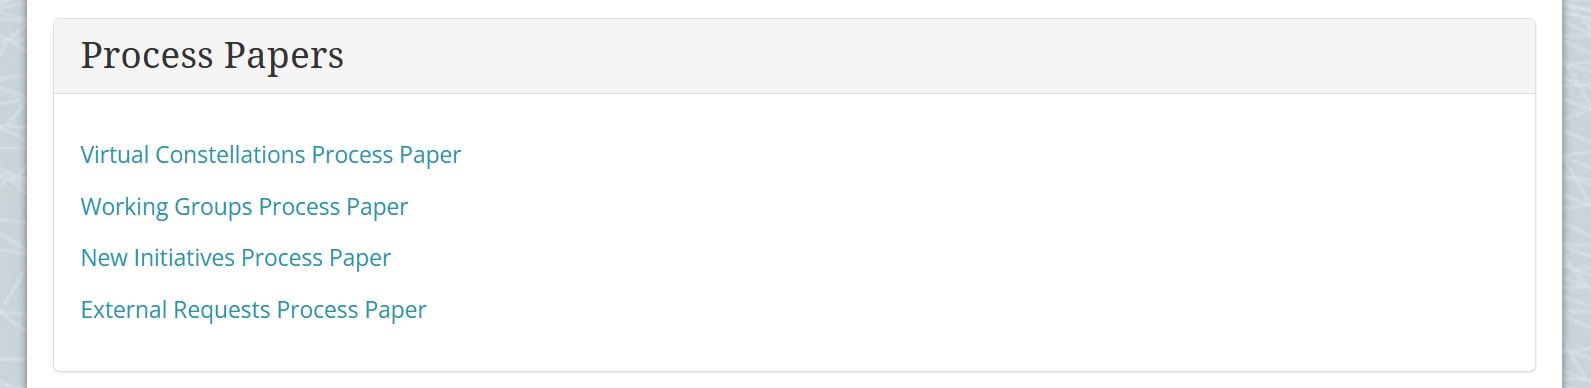 Process Papers
Virtual Constellations Process Paper
Working Groups Process Paper
New Initiatives Process Paper
External Requests Process Paper